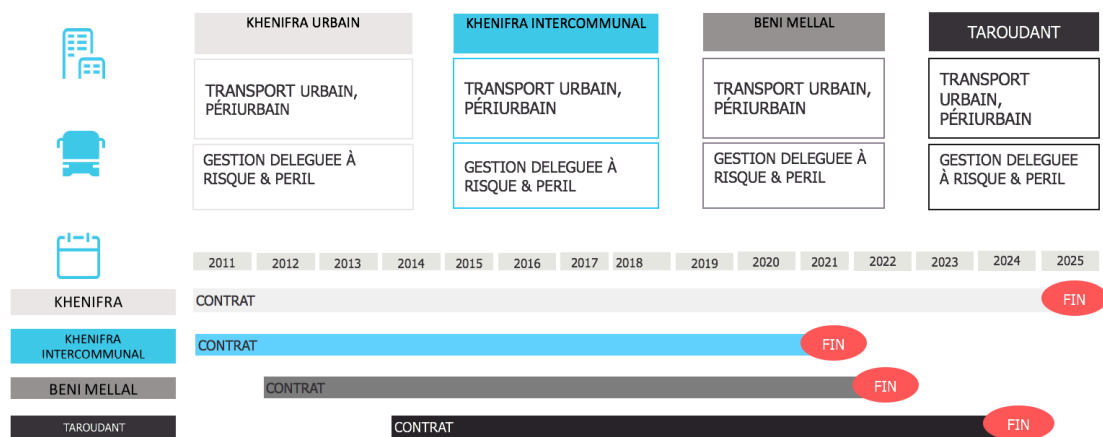 KHENIFRA URBAIN
KHENIFRA INTERCOMMUNAL
BENI MELLAL
TAROUDANT
TRANSPORT URBAIN,
PÉRIURBAIN
TRANSPORT URBAIN,
PÉRIURBAIN
TRANSPORT URBAIN,
PÉRIURBAIN
TRANSPORT
URBAIN,
PÉRIURBAIN
GESTION DELEGUEE À
RISQUE & PERIL
GESTION DELEGUEE À
RISQUE & PERIL
GESTION DELEGUEE À
RISQUE & PERIL
GESTION DELEGUEE
À RISQUE & PERIL
2011 2012 2013 2014 2015 2016 2017 2018 2019 2020 2021 2022 2023 2024 2025
KHENIFRA
CONTRAT
FIN
KHENIFRA
INTERCOMMUNAL
CONTRAT
FIN
BENI MELLAL
CONTRAT
FIN
TAROUDANT
CONTRAT
FIN